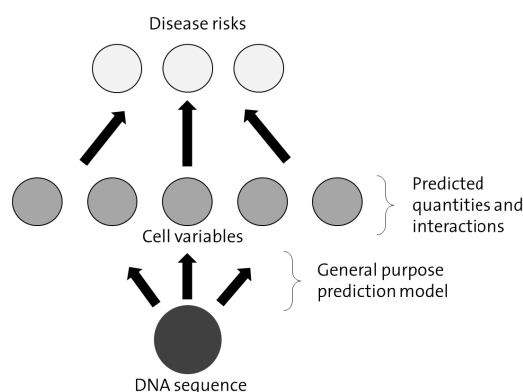 Disease risks
Predicted
quantities and
interactions
Cell variables
General purpose
prediction model
DNA sequence